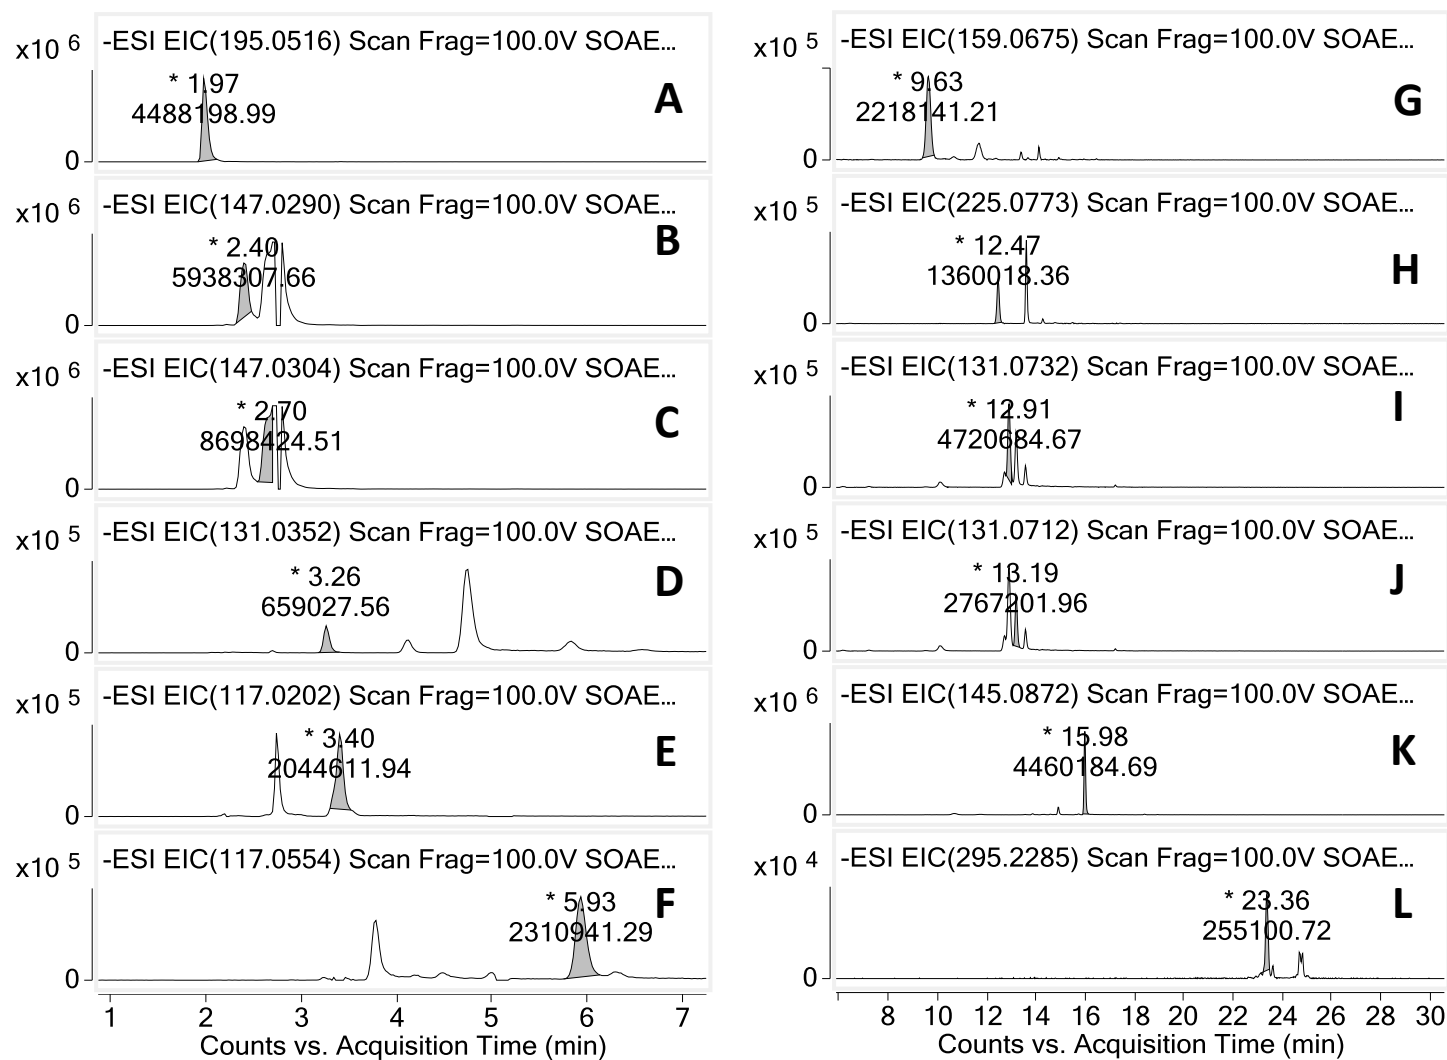 x10 6 -ESI EIC(195.0516) Scan Frag=100.0V SOAE...
* 1.97
4488198.99
A
0
x10 6 -ESI EIC(147.0290) Scan Frag=100.0V SOAE...
* 2.40
5938307.66
B
0
x10 6 -ESI EIC(147.0304) Scan Frag=100.0V SOAE...
* 2.70
8698424.51
C
0
x10 5 -ESI EIC(131.0352) Scan Frag=100.0V SOAE...
* 3.26
659027.56
D
0
x10 5 -ESI EIC(117.0202) Scan Frag=100.0V SOAE...
* 3.40
2044611.94
E
0
x10 5 -ESI EIC(117.0554) Scan Frag=100.0V SOAE...
* 5.93
2310941.29
F
0
1 2 3 4 5 6 7
Counts vs. Acquisition Time (min)
x10 5 -ESI EIC(159.0675) Scan Frag=100.0V SOAE...
* 9.63
2218141.21
G
0
x10 5 -ESI EIC(225.0773) Scan Frag=100.0V SOAE...
* 12.47
1360018.36
H
0
x10 5 -ESI EIC(131.0732) Scan Frag=100.0V SOAE...
* 12.91
4720684.67
I
0
x10 5 -ESI EIC(131.0712) Scan Frag=100.0V SOAE...
* 13.19
2767201.96
J
0
x10 6 -ESI EIC(145.0872) Scan Frag=100.0V SOAE...
* 15.98
4460184.69
K
0
x10 4 -ESI EIC(295.2285) Scan Frag=100.0V SOAE...
* 23.36
255100.72
L
0
8 10 12 14 16 18 20 22 24 26 28 30
Counts vs. Acquisition Time (min)